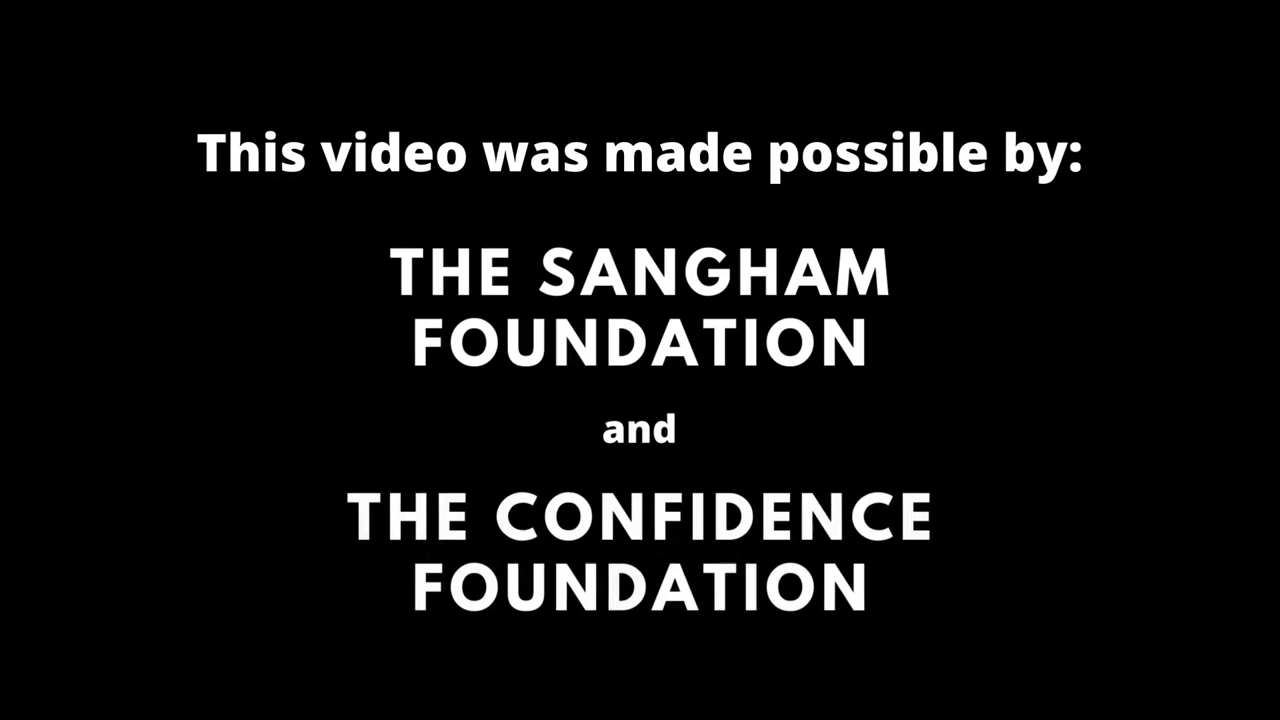 This video was made possible by:
THE SANGHAM
FOUNDATION
and
THE CONFIDENCE
FOUNDATION